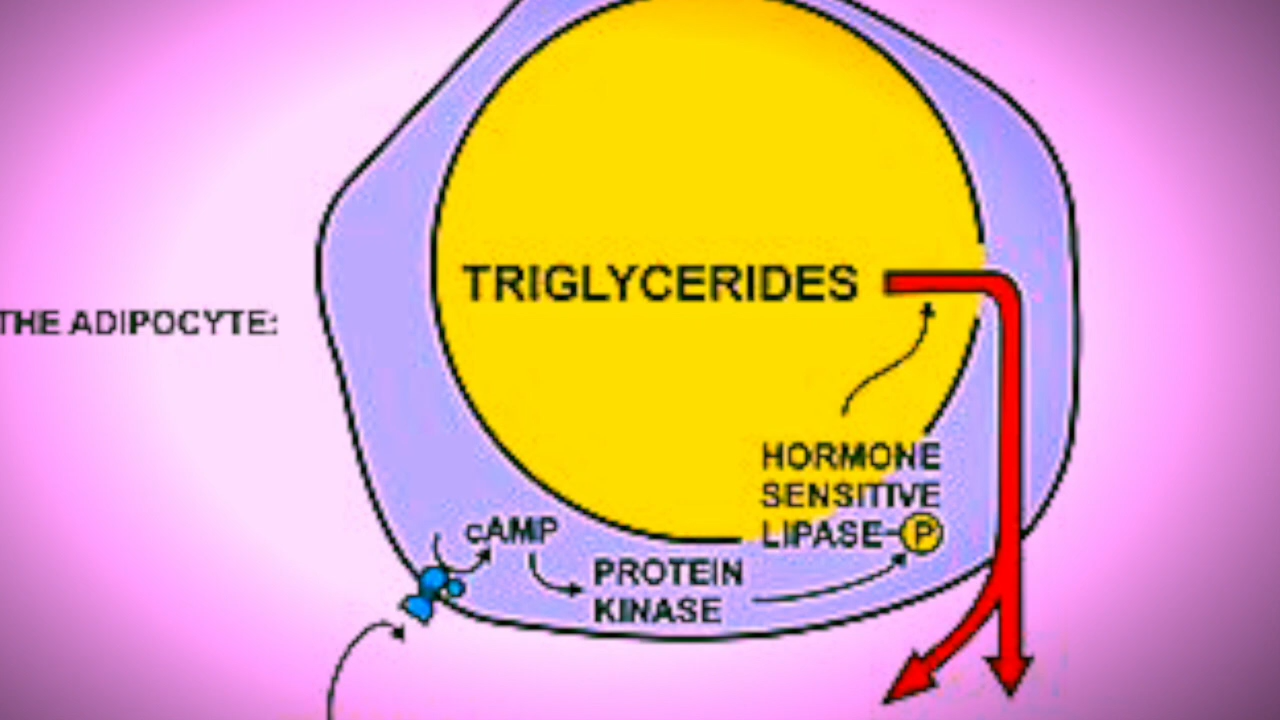 TRIGLYCERIDES
THE ADIPOCYTE:
HORMONE
SENSITIVE
LIPASE-P
cAMP
PROTEIN
KINASE